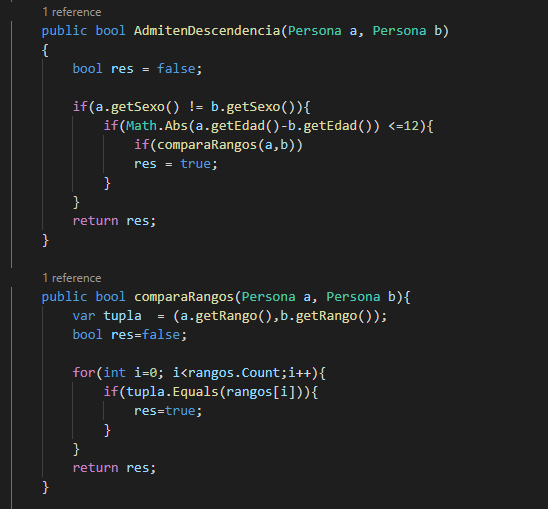 1 reference
public bool AdmitenDescendencia(Persona a, Persona b)
{
bool res = false;
if(a.getSexo() != b.getSexo()){
if(Math.Abs(a.getEdad()-b.getEdad()) <=12){
if(comparaRangos(a,b))
res = true;
}
}
return res;
}
1 reference
public bool comparaRangos(Persona a, Persona b){
var tupla  = (a.getRango(),b.getRango());
bool res=false;
for(int i=0; i<rangos.Count;i++){
if(tupla.Equals(rangos[i])){
res=true;
}
}
return res;
}